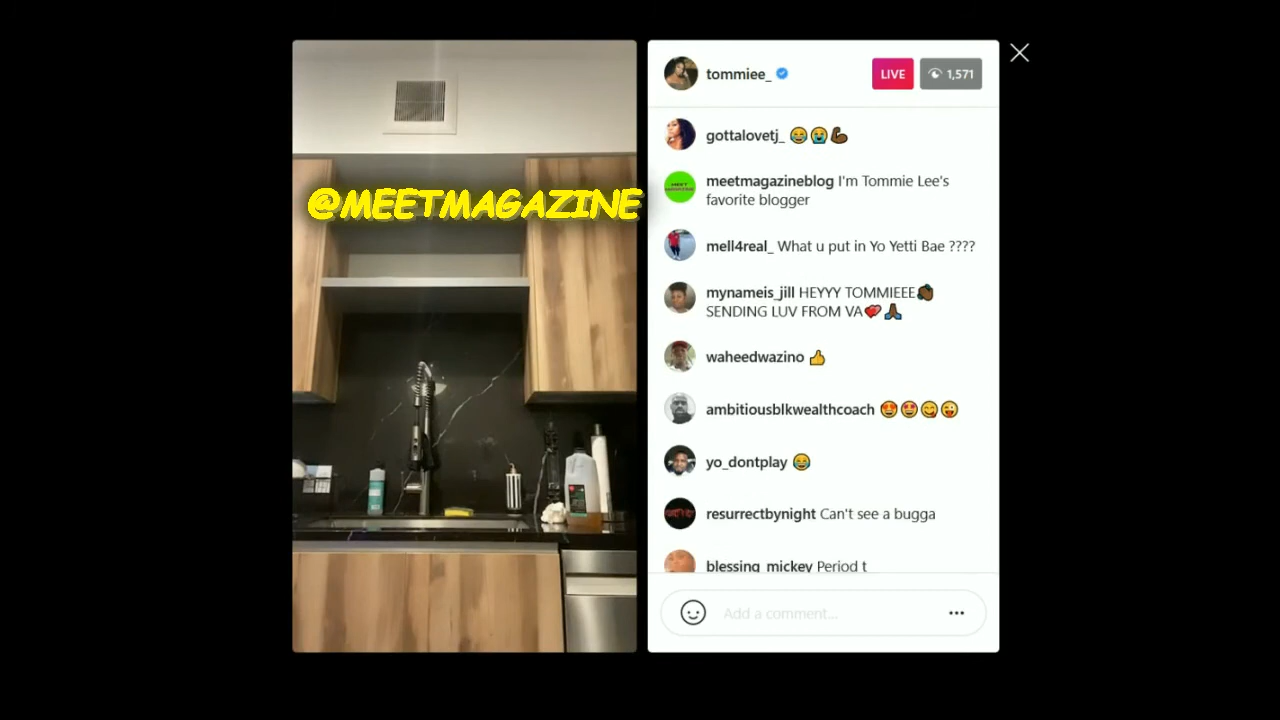 @MEETMAGAZINE
tommiee_
LIVE
1,571
gottalovetj_ 😂😭💪🏾
meetmagazineblog I'm Tommie Lee's
favorite blogger
mell4real_ What u put in Yo Yetti Bae ????
mynameis_jill HEYYY TOMMIEEE
SENDING LUV FROM VA💕🙏🏾
waheedwazino 👍
ambitiousblkwealthcoach 😍😍😋😜
yo_dontplay 😂
resurrectbynight Can't see a bugga
blessing_mickey Period t
Add a comment...